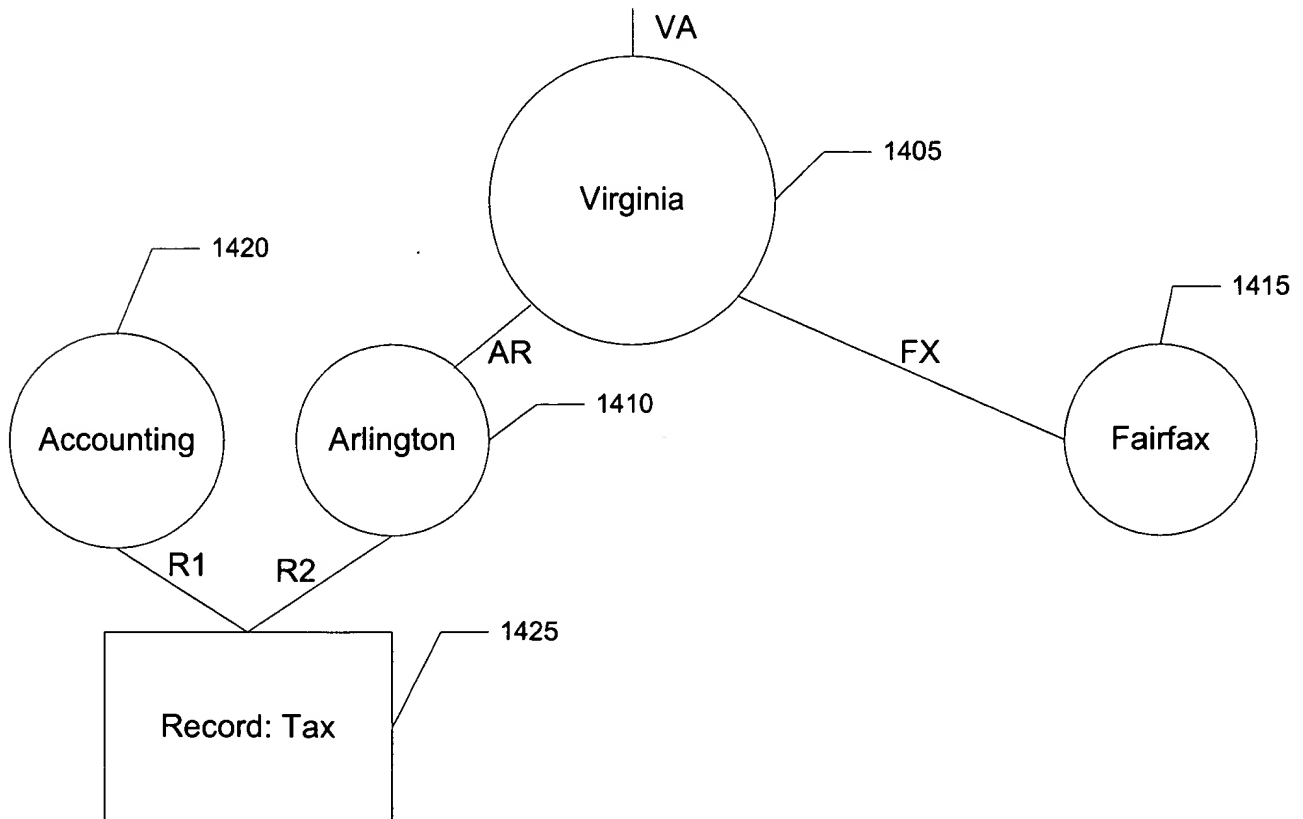 VA
1405
Virginia
1420
1415
AR
FX
1410
Accounting
Arlington
Fairfax
R1
R2
1425
Record: Tax